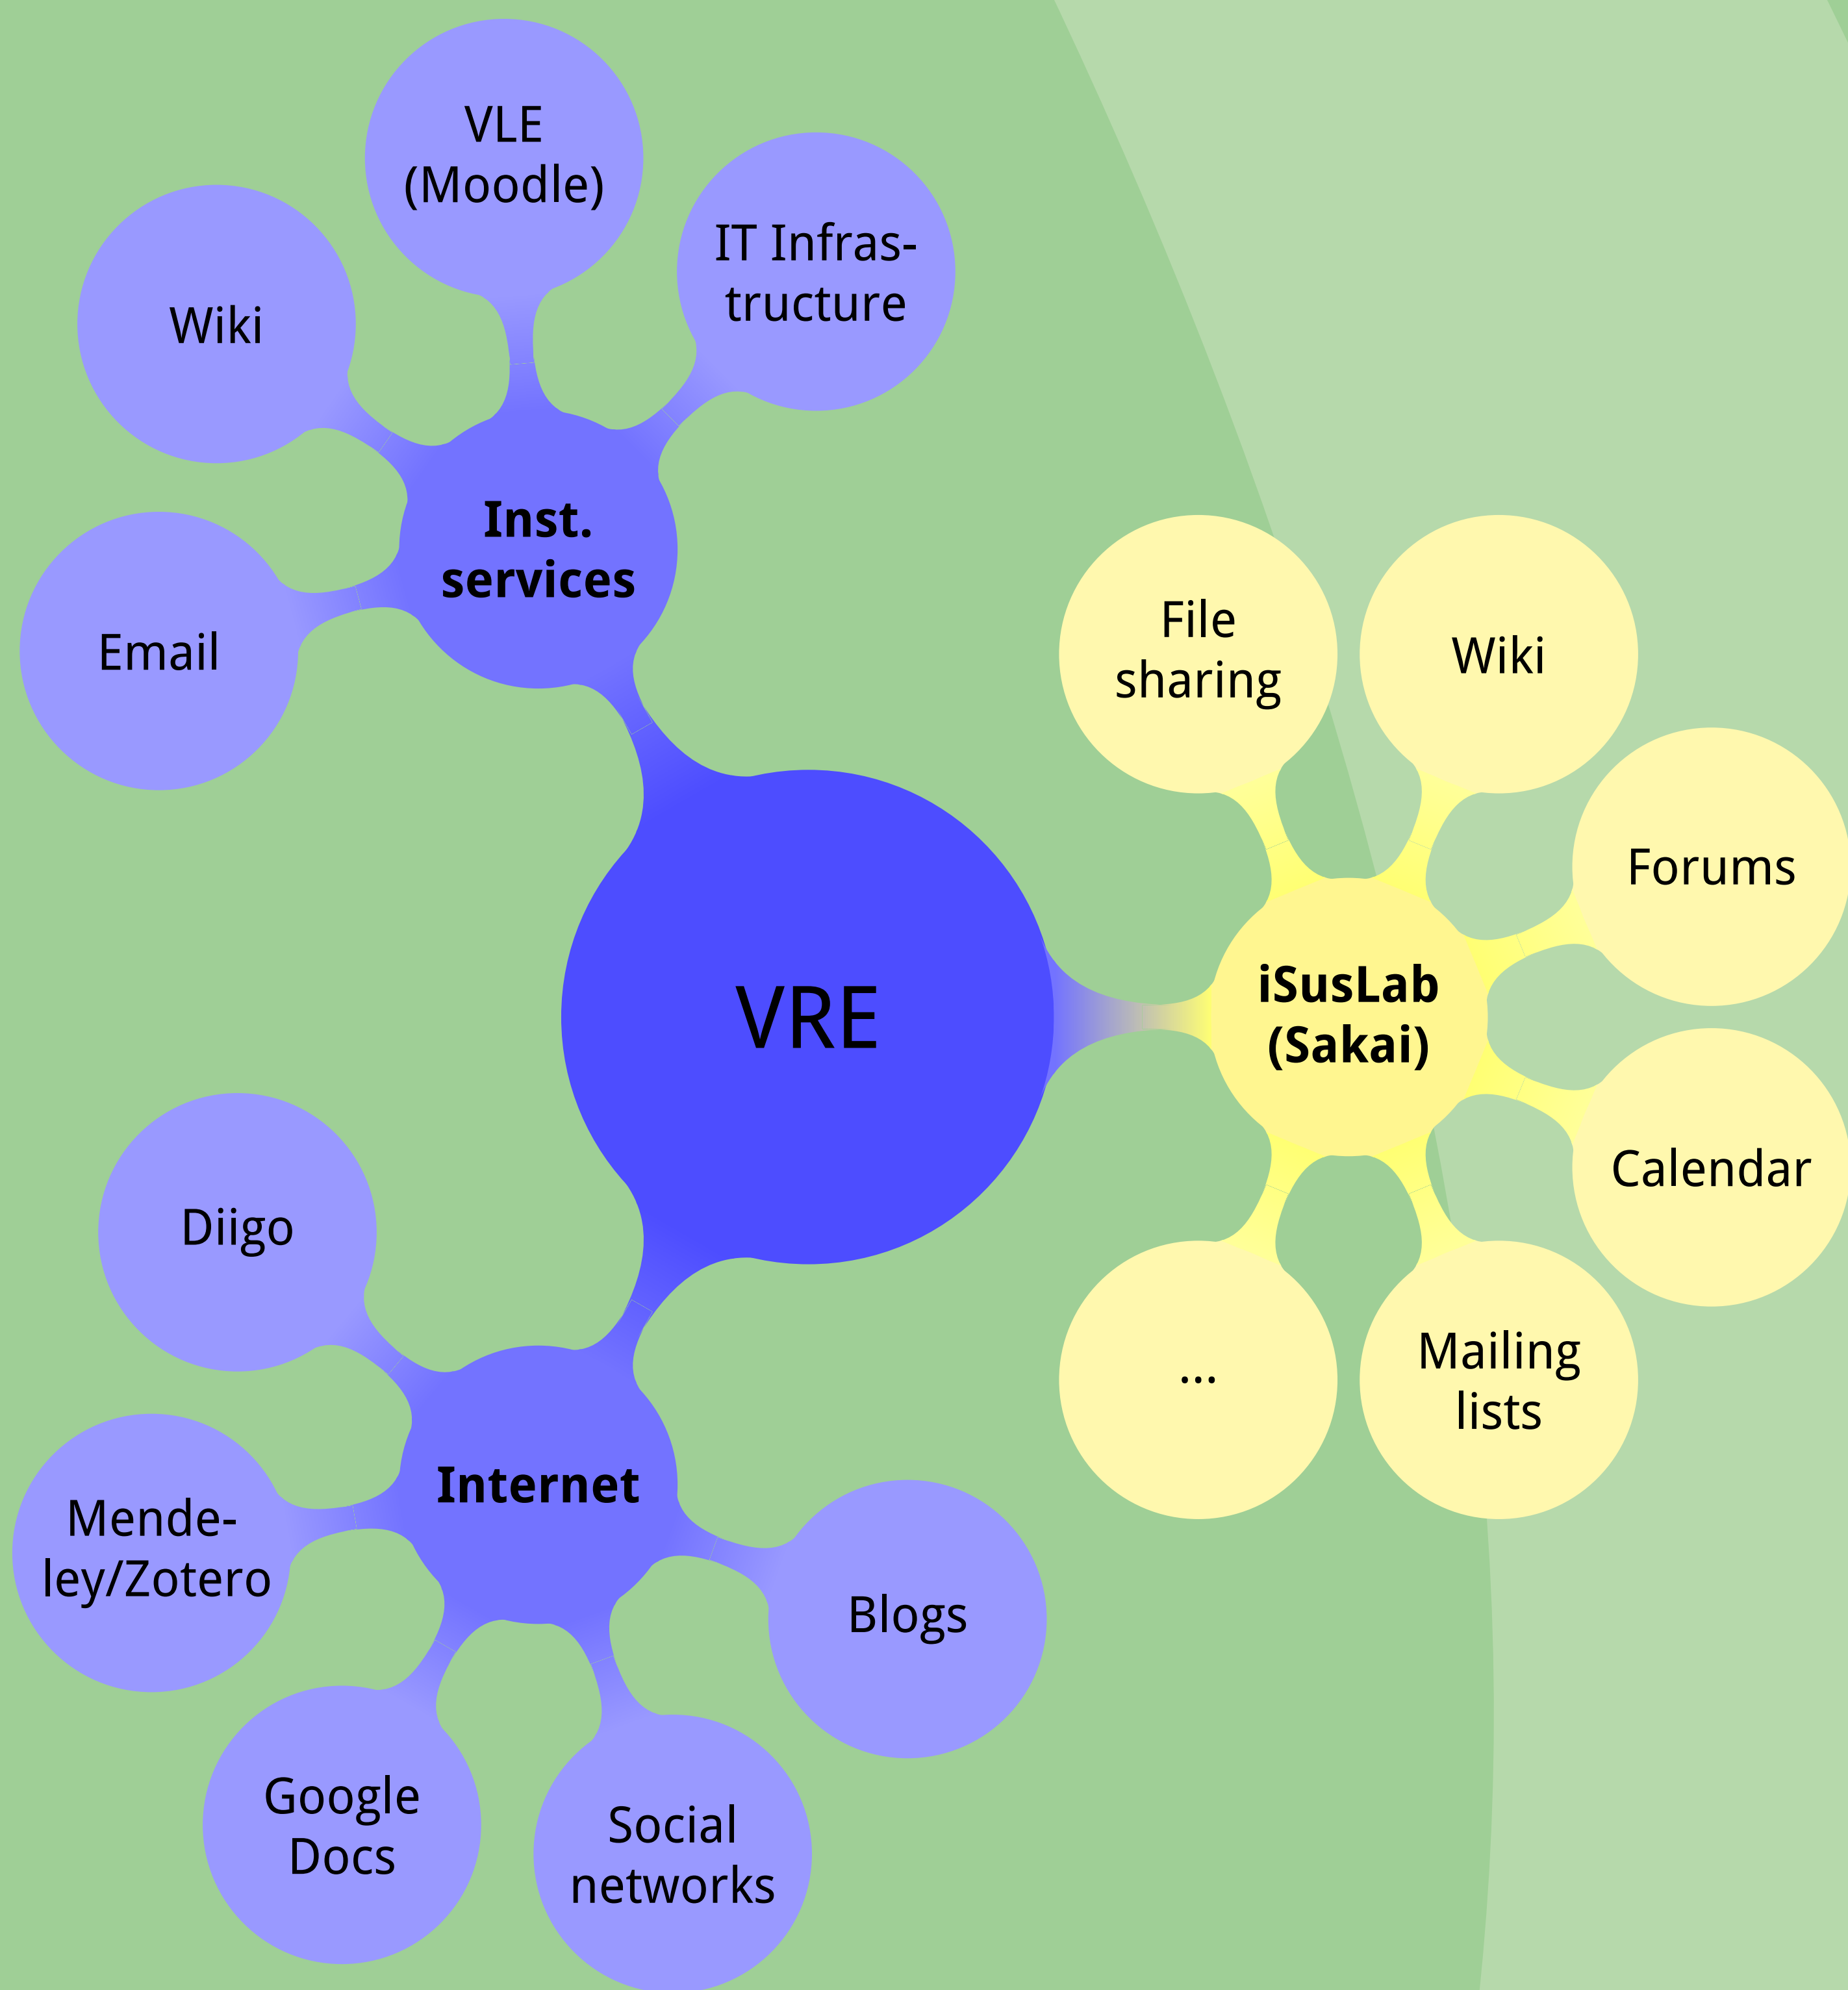 VLE
(Moodle)
IT Infras-
tructure
Wiki
Inst.
services
Email
File
sharing
Wiki
Forums
VRE
iSusLab
(Sakai)
Calendar
Diigo
...
Mailing
lists
Internet
Mende-
ley/Zotero
Blogs
Google
Docs
Social
networks